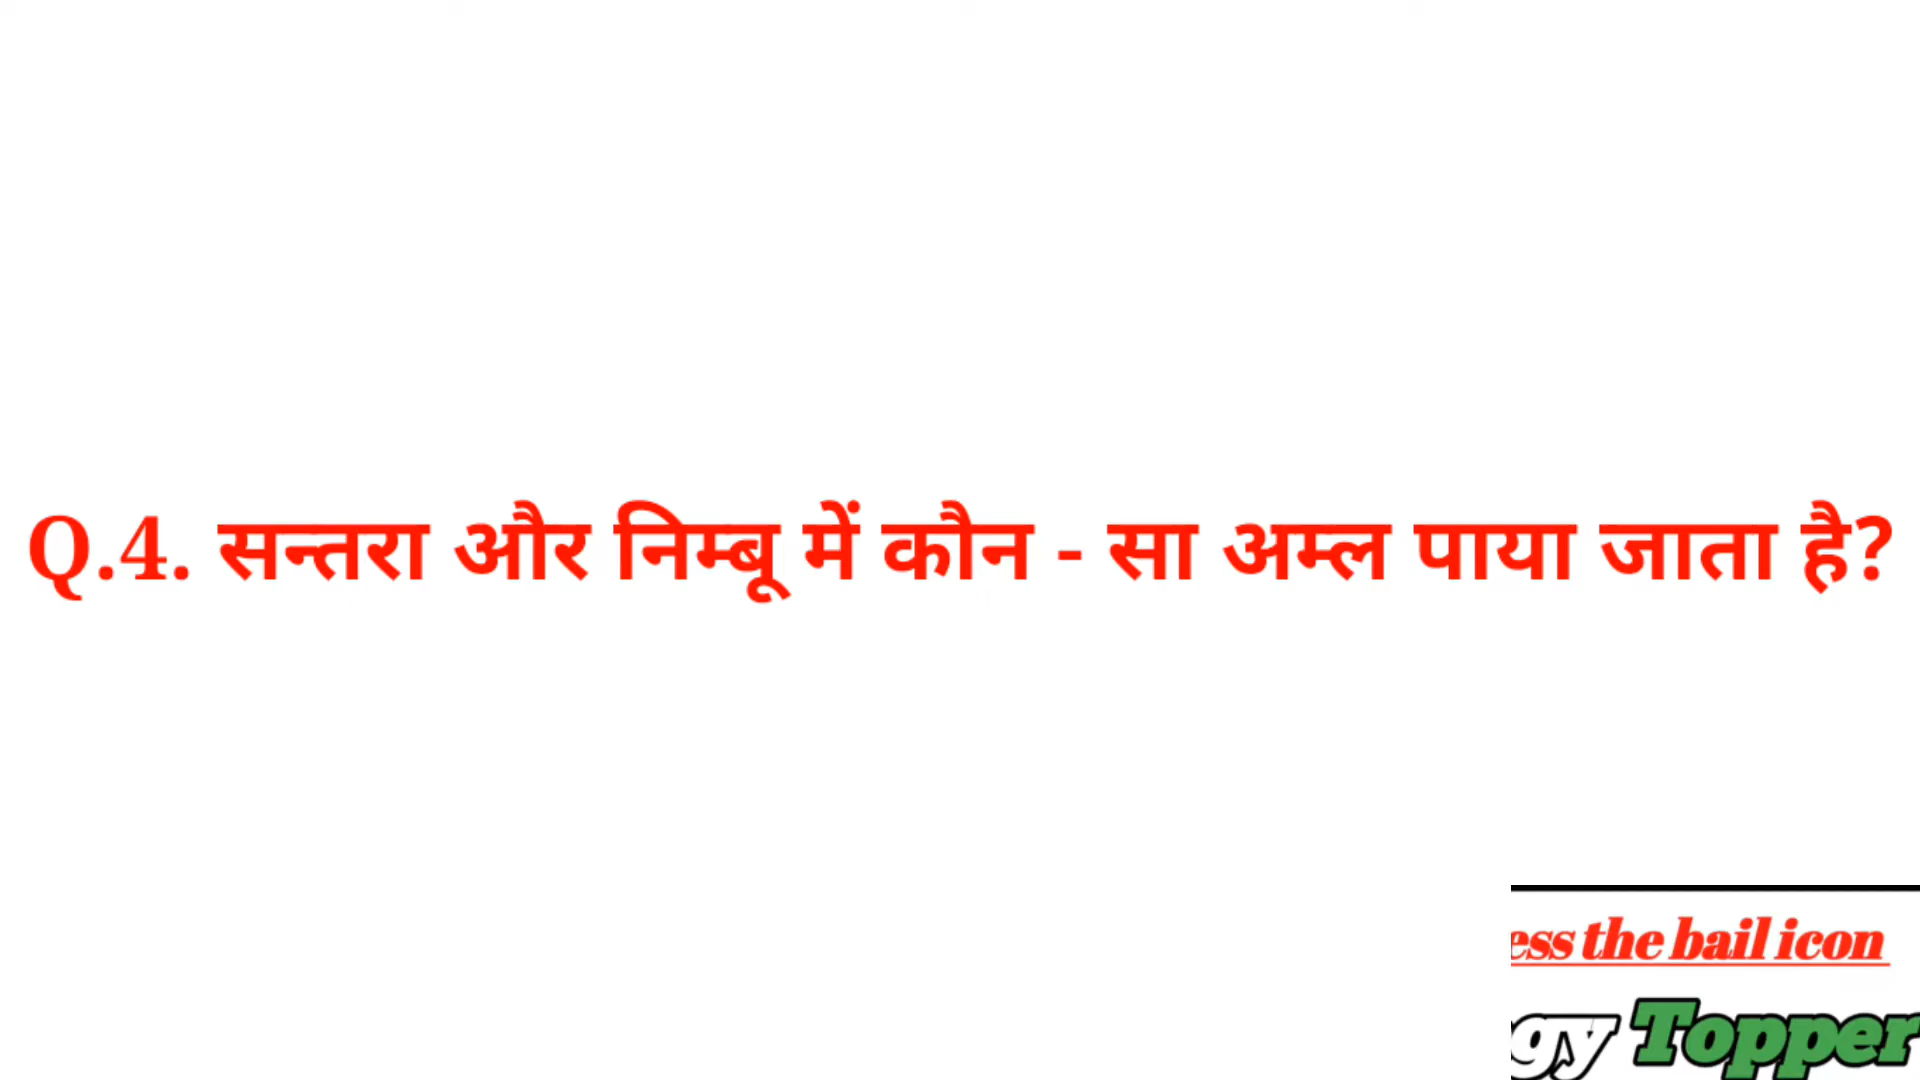 Q.4. सन्तरा और निम्बू में कौन - सा अम्ल पाया जाता है?
ess the bail icon
gy Topper